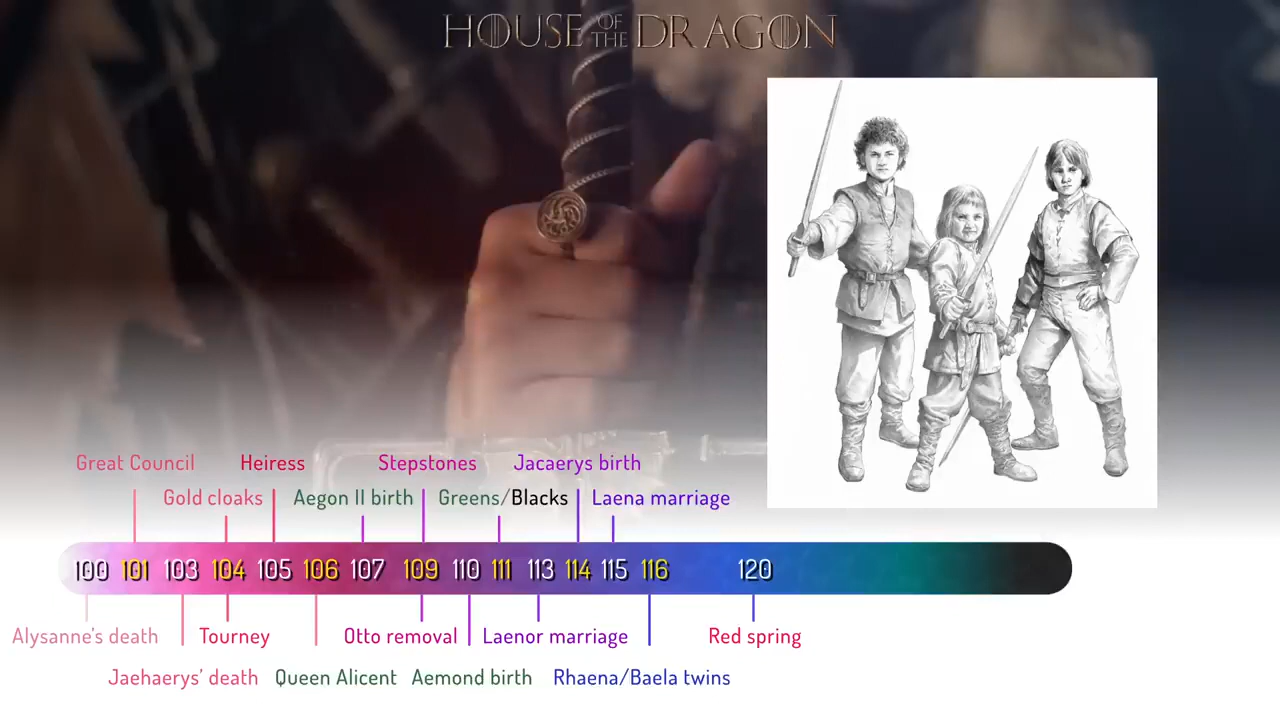 HOUSE OF THE DRAGON
Great Council Heiress Stepstones Jacaerys birth
Gold cloaks Aegon II birth Greens/Blacks Laena marriage
100 101 103 104 105 106 107 109 110 111 113 114 115 116 120
Alysanne's death Tourney Otto removal Laenor marriage Red spring
Jaehaerys' death Queen Alicent Aemond birth Rhaena/Baela twins